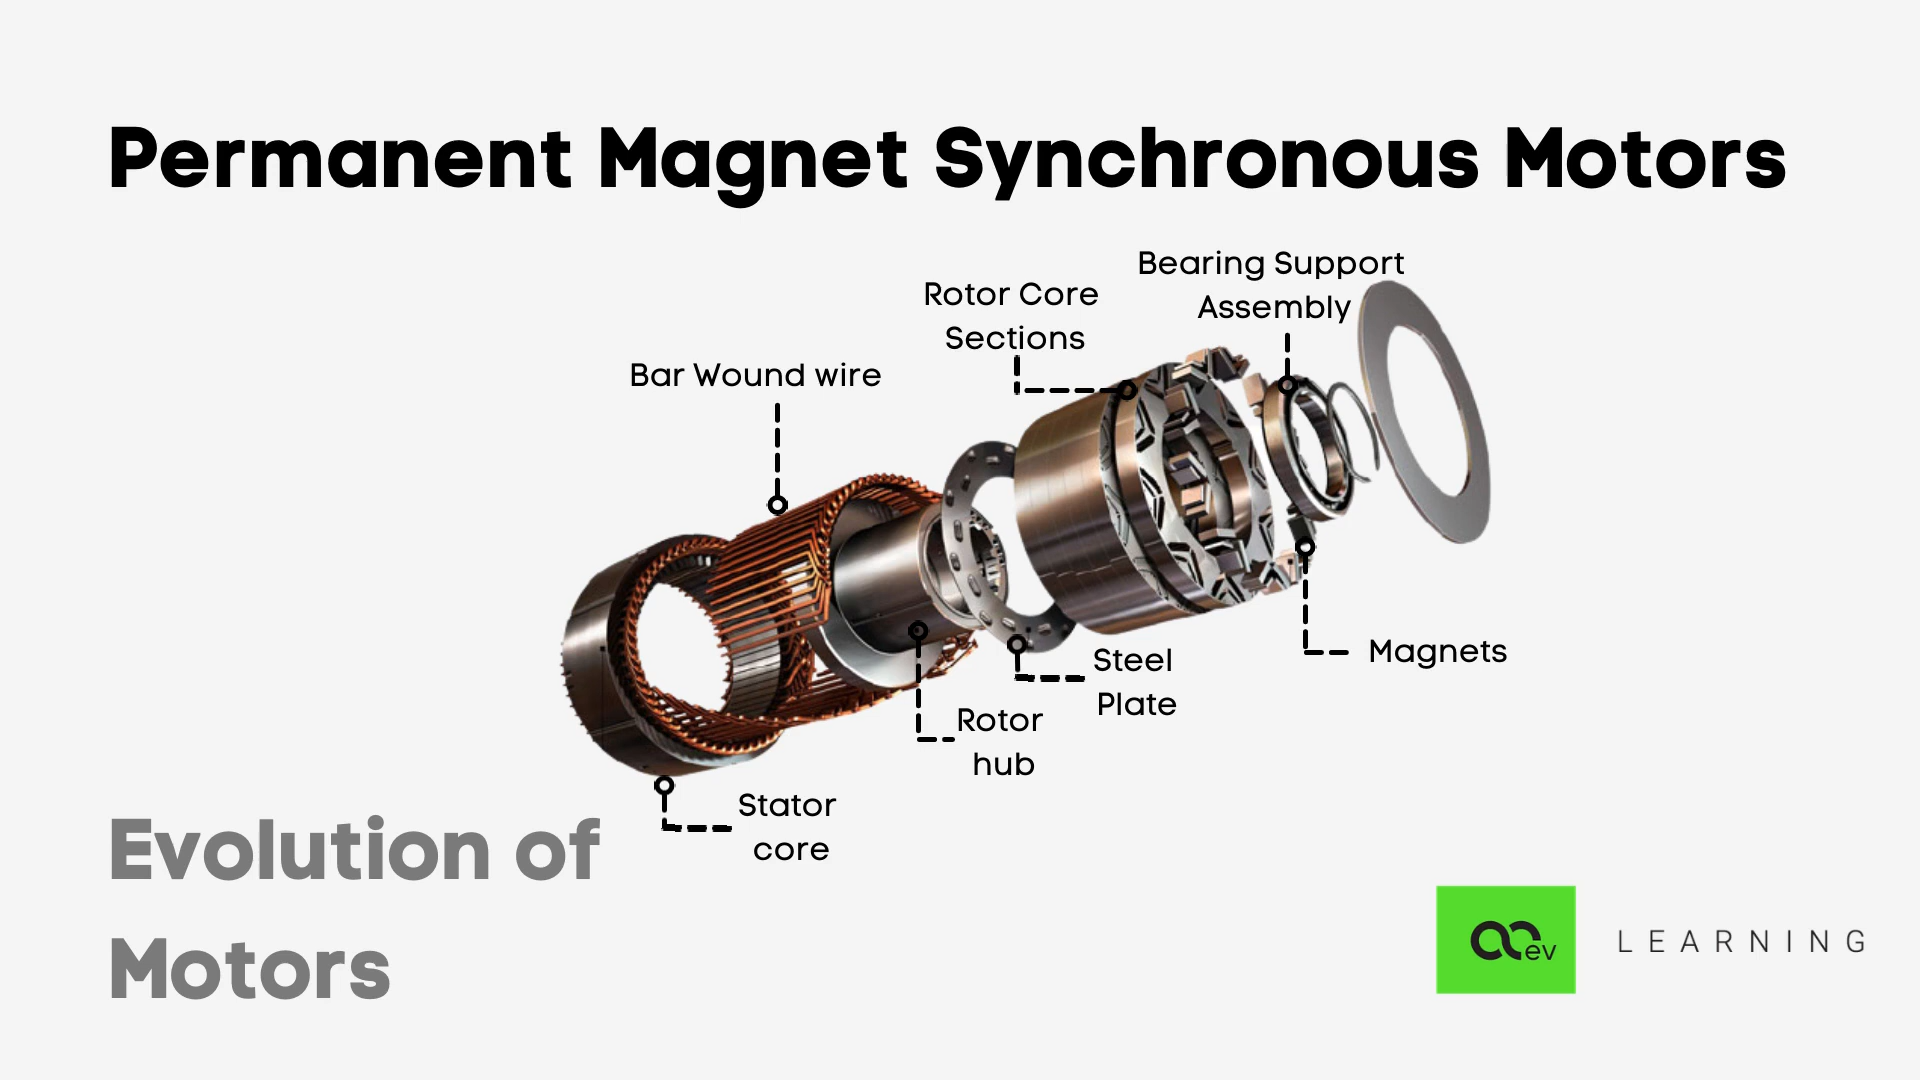 Permanent Magnet Synchronous Motors
Bearing Support
Assembly
Rotor Core
Sections
Bar Wound wire
Magnets
Steel
Plate
Rotor
hub
Stator
core
Evolution of
Motors
ev
LEARNING